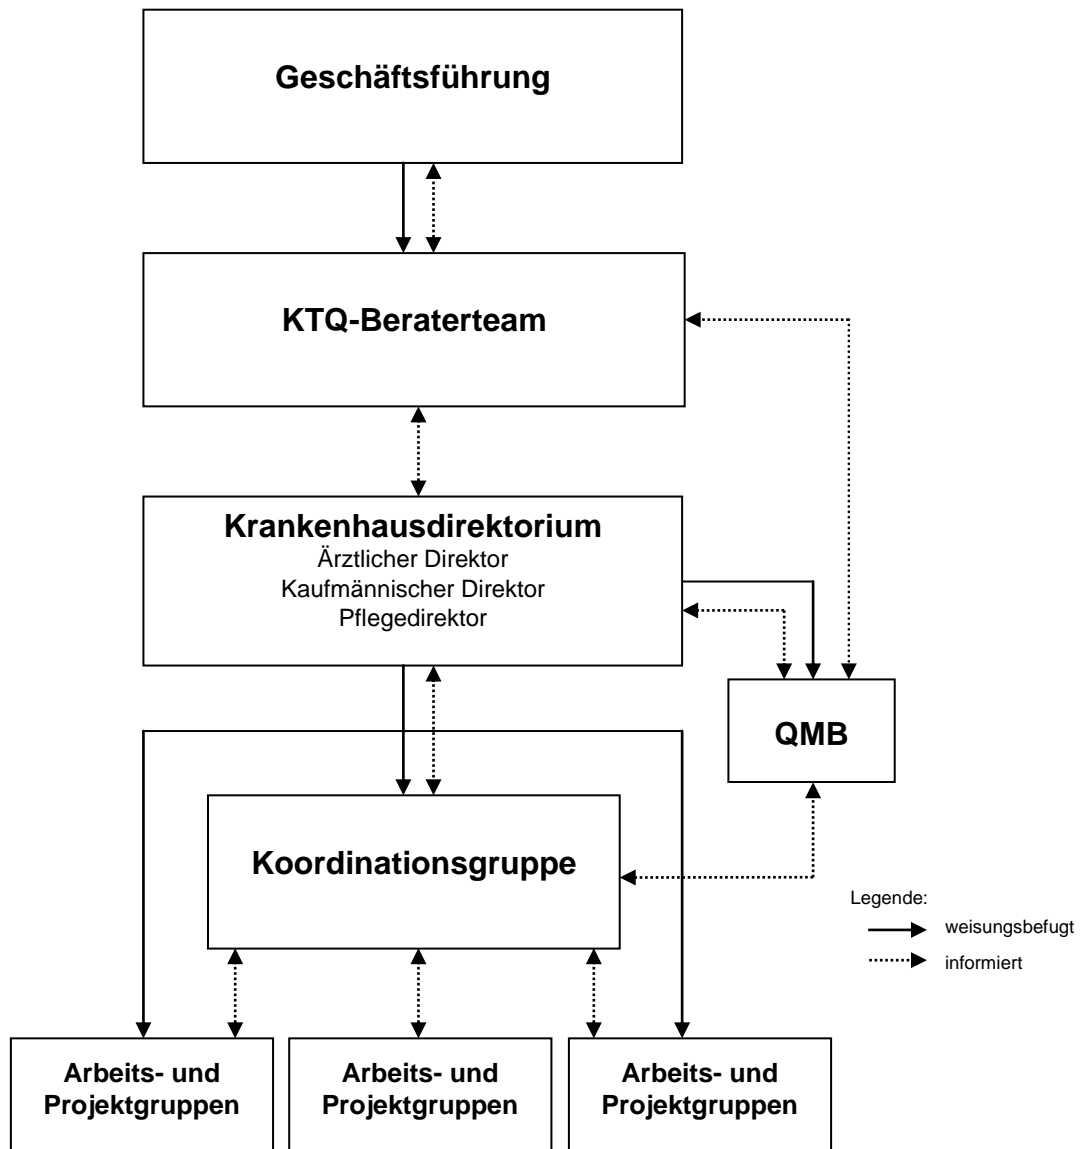 Geschäftsführung
KTQ-Beraterteam
Krankenhausdirektorium
Ärztlicher Direktor
Kaufmännischer Direktor
Pflegedirektor
QMB
Koordinationsgruppe
Legende:
weisungsbefugt
informiert
Arbeits- und
Projektgruppen
Arbeits- und
Projektgruppen
Arbeits- und
Projektgruppen